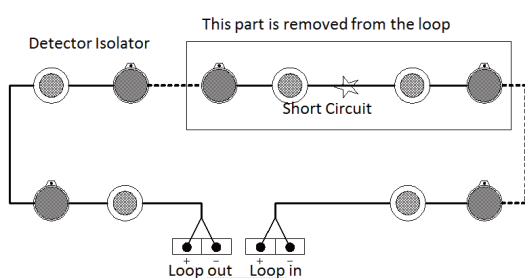 This part is removed from the loop
Detector Isolator
Short Circuit
+ − + −
Loop out Loop in